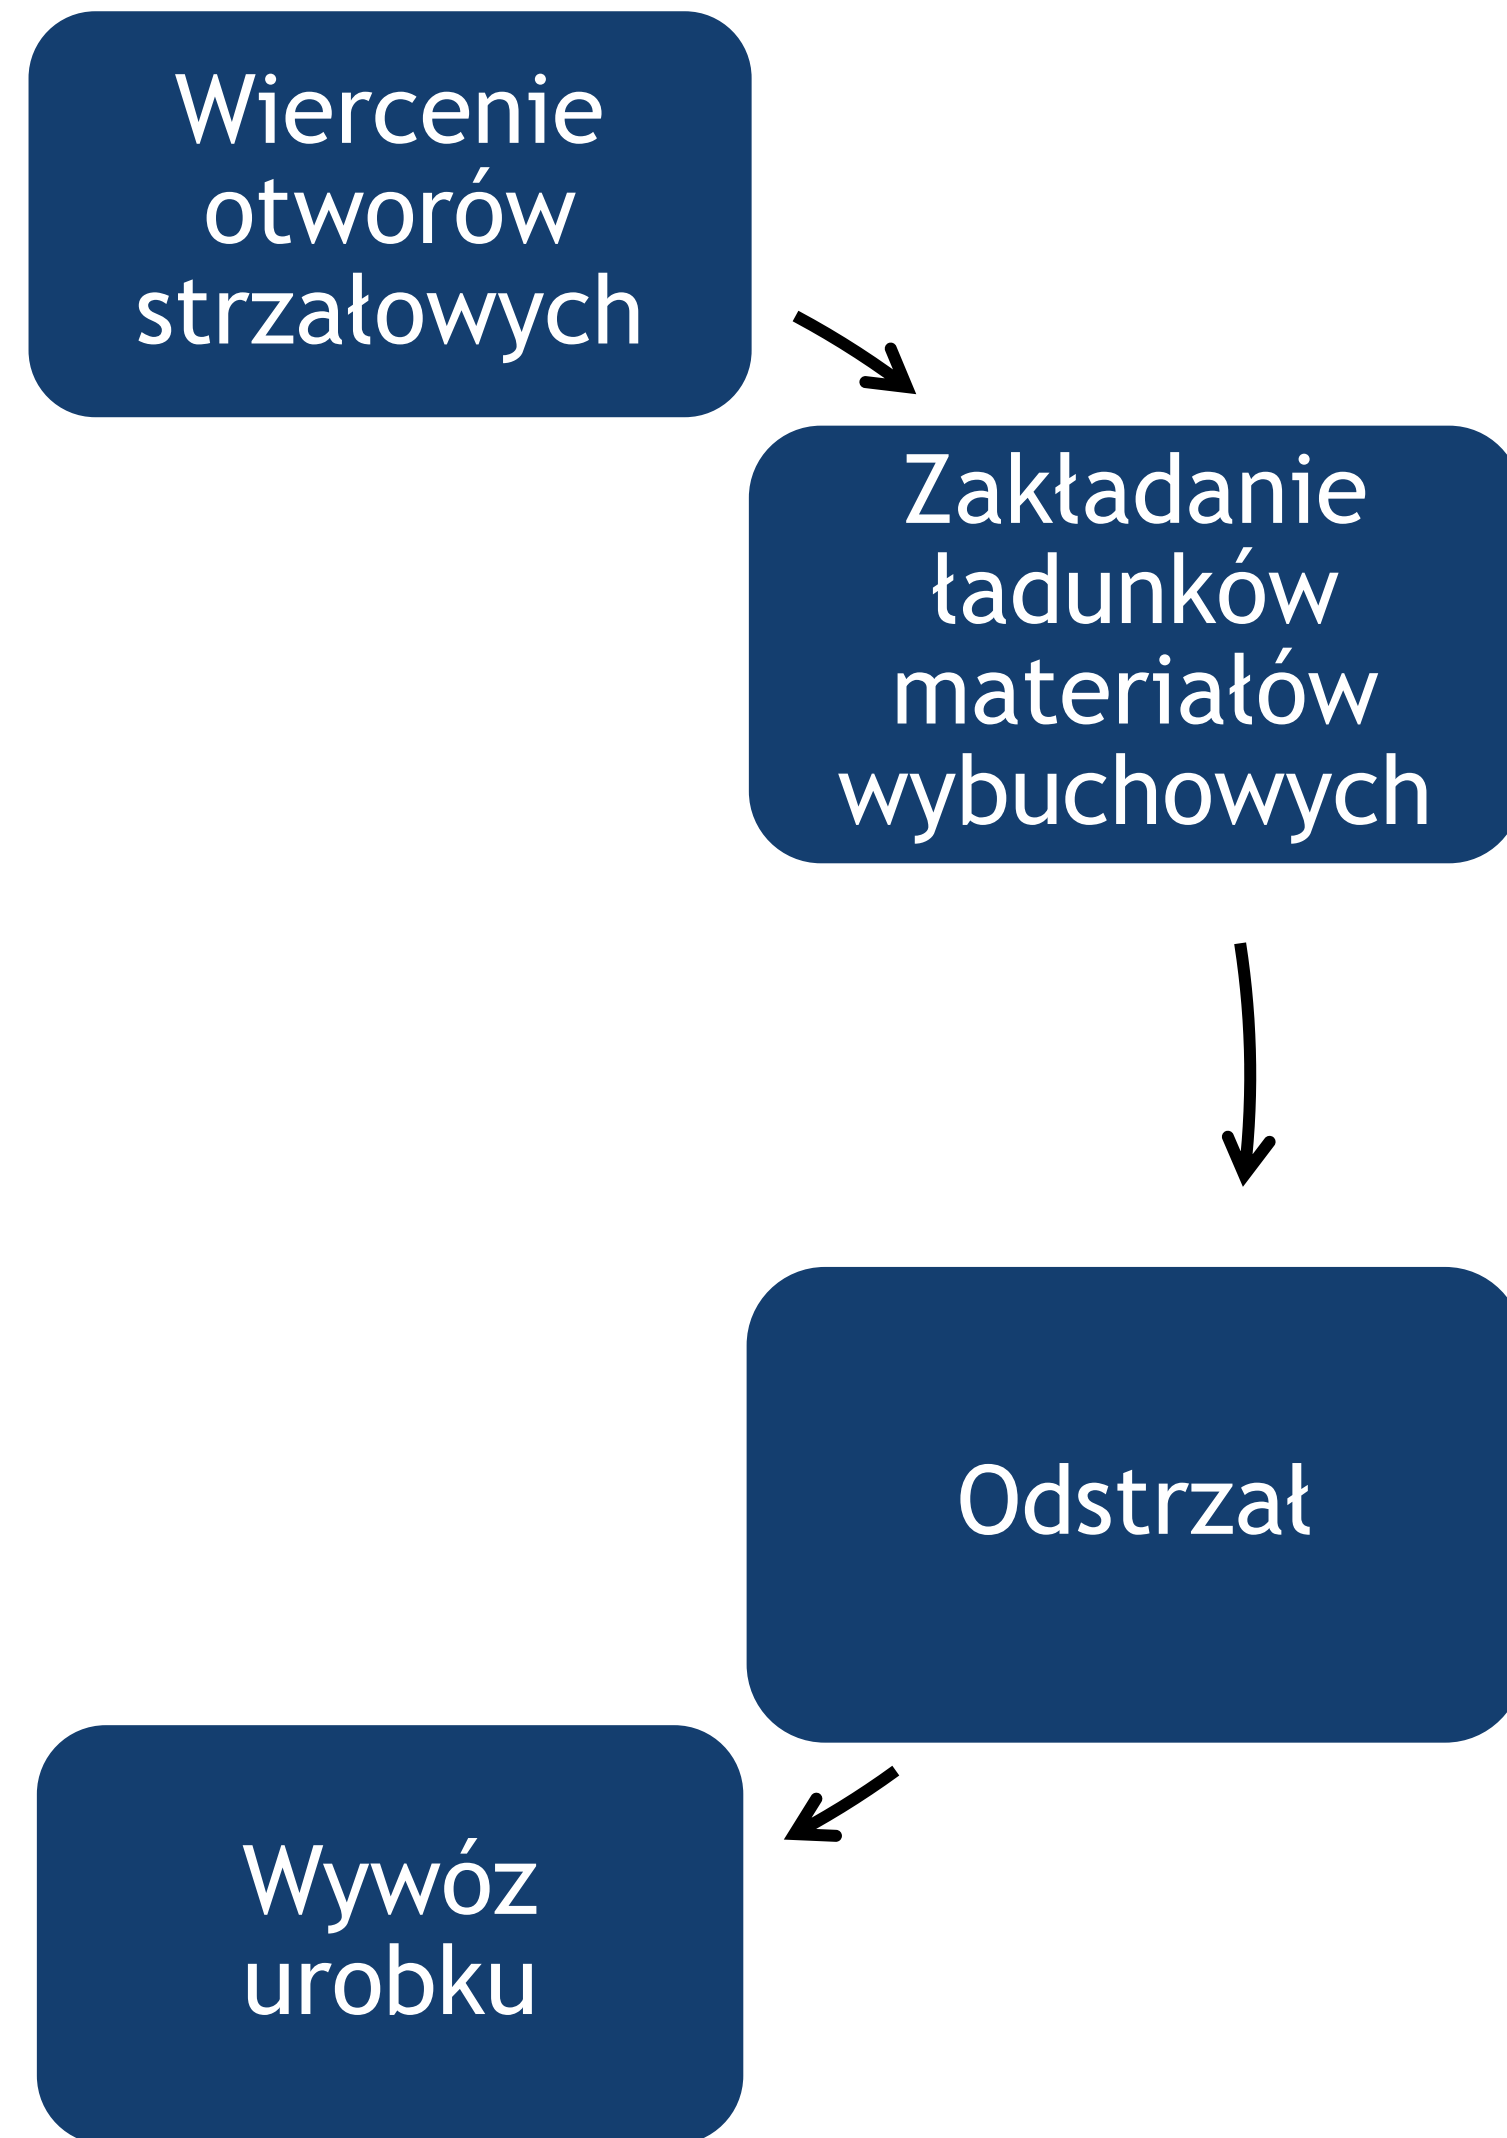 Wiercenie
otworów
strzałowych
Zakładanie
ładunków
materiałów
wybuchowych
Odstrzał
Wywóz
urobku